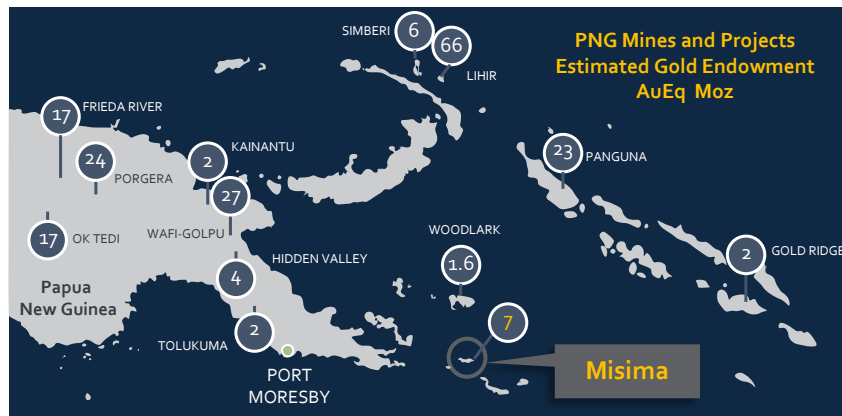 SIMBERI
6
66
LIHIR
PNG Mines and Projects
Estimated Gold Endowment
AuEq Moz
17
FRIEDA RIVER
24
PORGERA
2
KAINANTU
27
WAFI-GOLPU
23
PANGUNA
17
OK TEDI
4
HIDDEN VALLEY
WOODLARK
1.6
2
GOLD RIDGE
Papua
New Guinea
2
TOLUKUMA
7
Misima
PORT
MORESBY